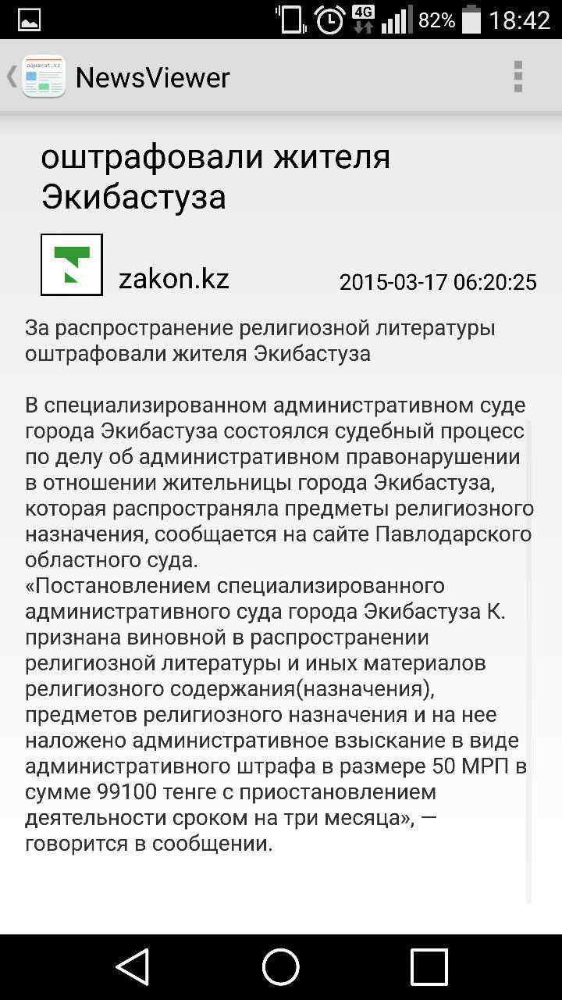 4G
82%
18:42
aqparat.kz
NewsViewer
оштрафовали жителя
Экибастуза
zakon.kz
2015-03-17 06:20:25
За распространение религиозной литературы
оштрафовали жителя Экибастуза
В специализированном административном суде
города Экибастуза состоялся судебный процесс
по делу об административном правонарушении
в отношении жительницы города Экибастуза,
которая распространяла предметы религиозного
назначения, сообщается на сайте Павлодарского
областного суда.
«Постановлением специализированного
административного суда города Экибастуза К.
признана виновной в распространении
религиозной литературы и иных материалов
религиозного содержания(назначения),
предметов религиозного назначения и на нее
наложено административное взыскание в виде
административного штрафа в размере 50 МРП в
сумме 99100 тенге с приостановлением
деятельности сроком на три месяца», —
говорится в сообщении.